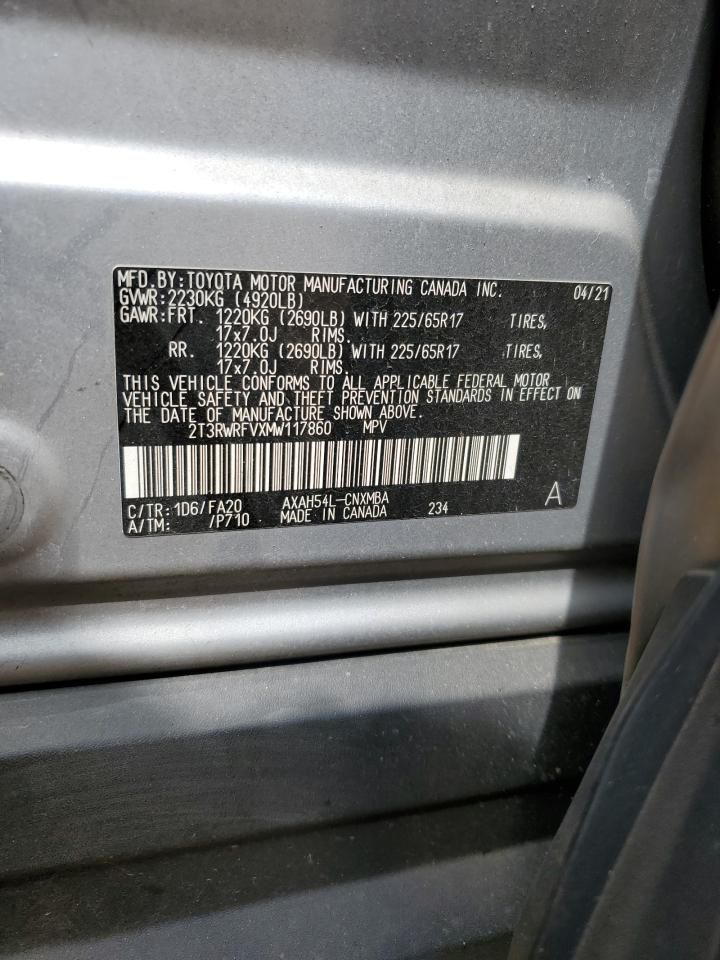 MFD.BY:TOYOTA MOTOR MANUFACTURING CANADA INC. 04/21
GVWR:2230KG (4920LB)
GAWR:FRT. 1220KG (2690LB) WITH 225/65R17 TIRES,
17x7.0J RIMS.
RR. 1220KG (2690LB) WITH 225/65R17 TIRES,
17x7.0J RIMS.
THIS VEHICLE CONFORMS TO ALL APPLICABLE FEDERAL MOTOR
VEHICLE SAFETY AND THEFT PREVENTION STANDARDS IN EFFECT ON
THE DATE OF MANUFACTURE SHOWN ABOVE.
2T3RWRFVXMW117860 MPV
C/TR:1D6/FA20 AXAH54L-CNXMBA
A/TM: /P710 MADE IN CANADA 234 A